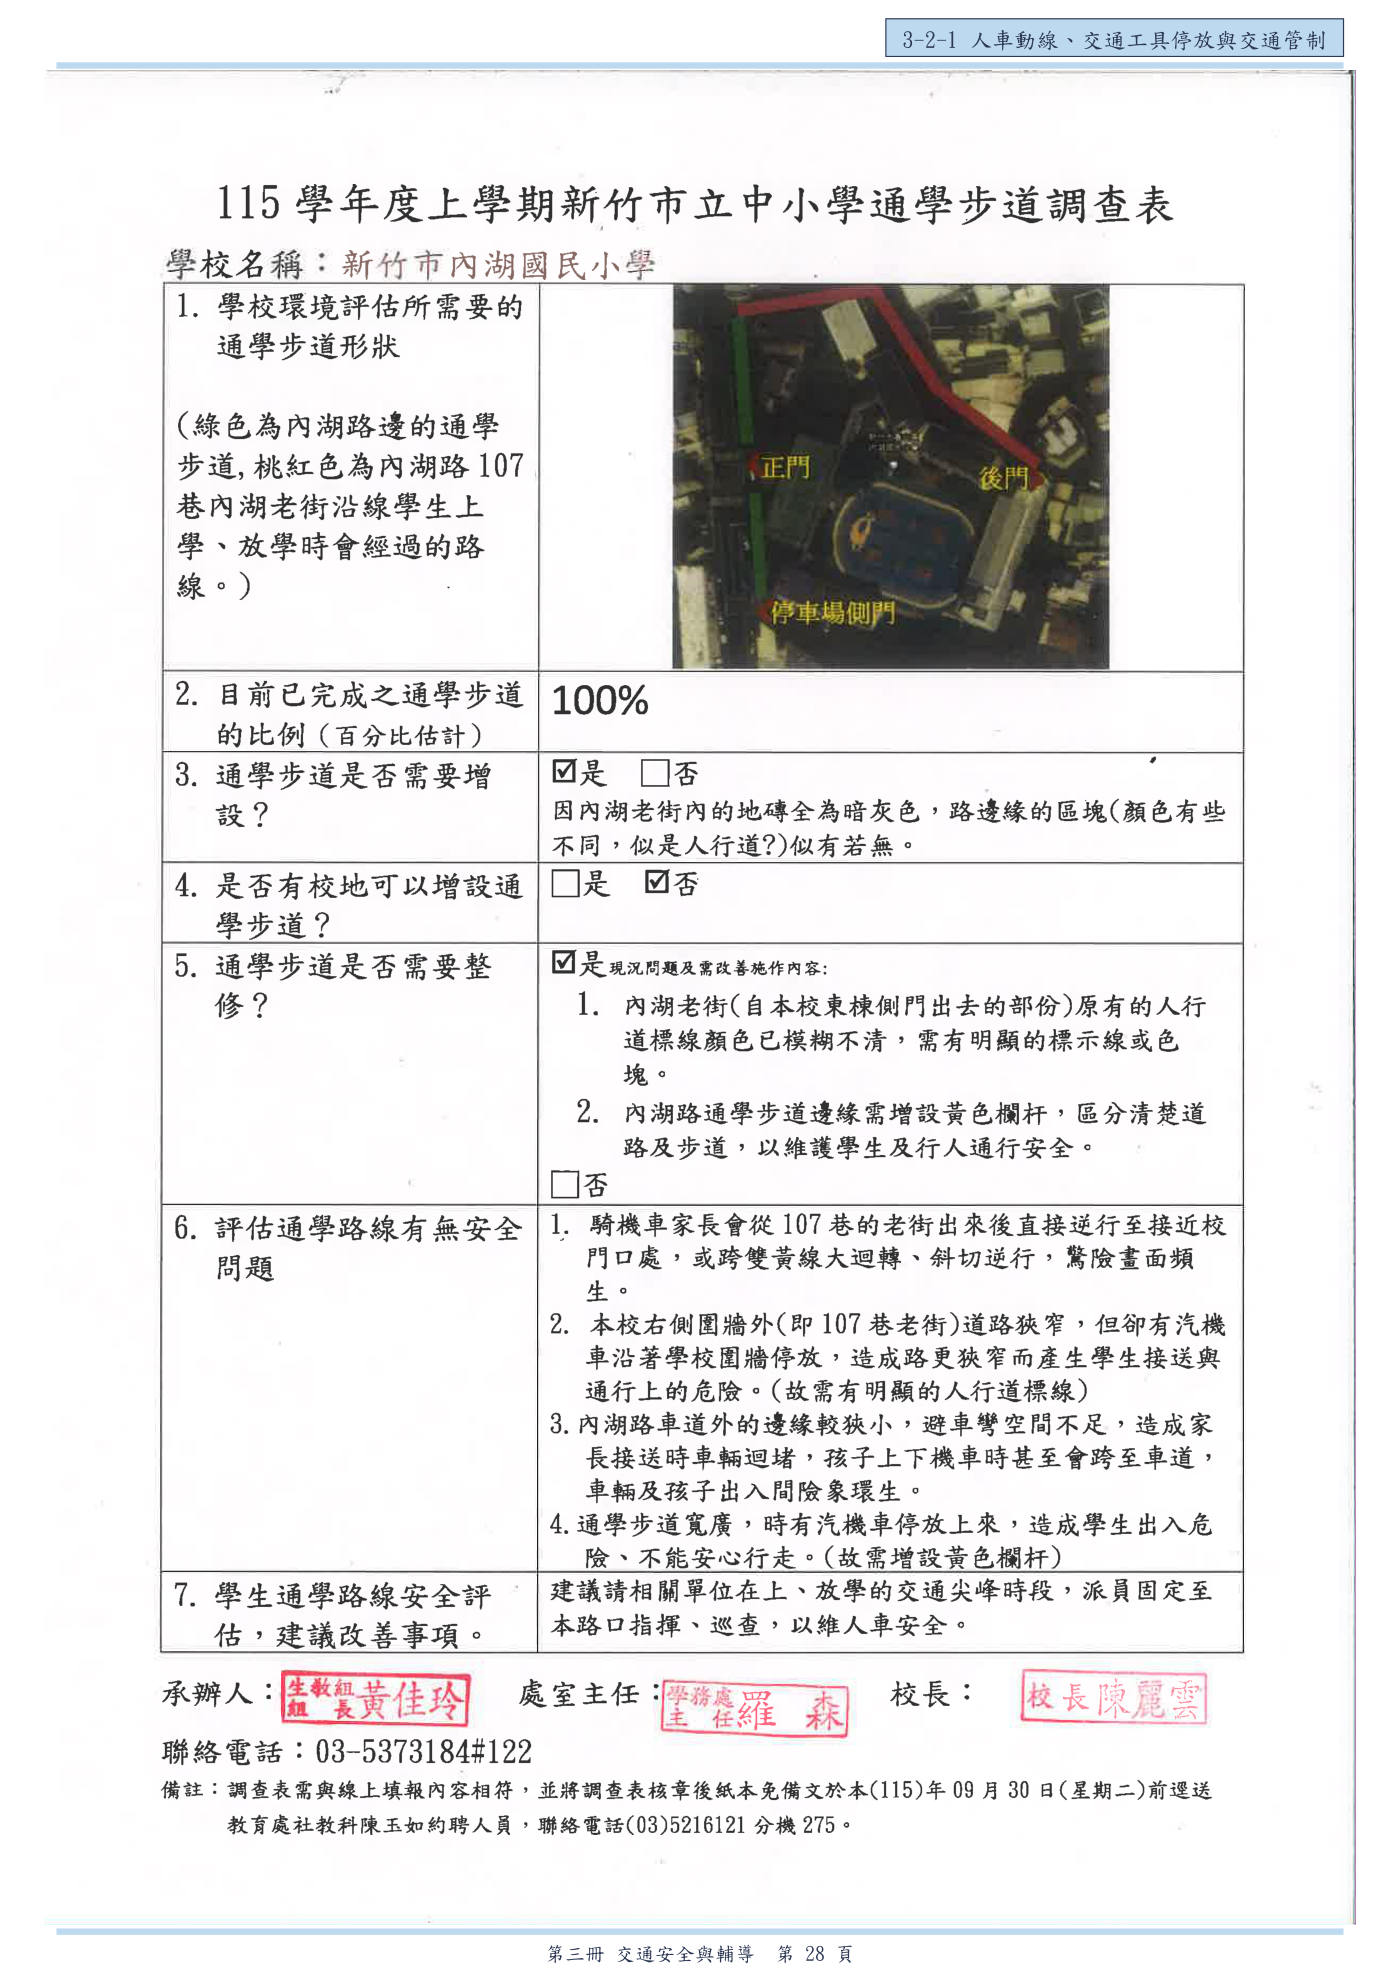 3-2-1 人車動線、交通工具停放與交通管制
115 學年度上學期新竹市立中小學通學步道調查表
學校名稱：新竹市內湖國民小學
1. 學校環境評估所需要的
通學步道形狀
(綠色為內湖路邊的通學
步道,桃紅色為內湖路 107
巷內湖老街沿線學生上
學、放學時會經過的路
線。)
正門
後門
停車場側門
2. 目前已完成之通學步道
的比例（百分比估計）
100%
3. 通學步道是否需要增
設？
☑是 □否
因內湖老街內的地磚全為暗灰色，路邊緣的區塊(顏色有些
不同，似是人行道?)似有若無。
4. 是否有校地可以增設通
學步道？
□是 ☑否
5. 通學步道是否需要整
修？
☑是現況問題及需改善施作內容:
1. 內湖老街(自本校東棟側門出去的部份)原有的人行
道標線顏色已模糊不清，需有明顯的標示線或色
塊。
2. 內湖路通學步道邊緣需增設黃色欄杆，區分清楚道
路及步道，以維護學生及行人通行安全。
□否
6. 評估通學路線有無安全
問題
1. 騎機車家長會從 107 巷的老街出來後直接逆行至接近校
門口處，或跨雙黃線大迴轉、斜切逆行，驚險畫面頻
生。
2. 本校右側圍牆外(即 107 巷老街)道路狹窄，但卻有汽機
車沿著學校圍牆停放，造成路更狹窄而產生學生接送與
通行上的危險。(故需有明顯的人行道標線)
3.內湖路車道外的邊緣較狹小，避車彎空間不足，造成家
長接送時車輛迴堵，孩子上下機車時甚至會跨至車道，
車輛及孩子出入間險象環生。
4.通學步道寬廣，時有汽機車停放上來，造成學生出入危
險、不能安心行走。(故需增設黃色欄杆)
7. 學生通學路線安全評
估，建議改善事項。
建議請相關單位在上、放學的交通尖峰時段，派員固定至
本路口指揮、巡查，以維人車安全。
承辦人：生教組組長黃佳玲 處室主任：學務處主任羅森 校長：校長陳麗雲
聯絡電話：03-5373184#122
備註：調查表需與線上填報內容相符，並將調查表核章後紙本免備文於本(115)年 09 月 30 日(星期二)前逕送
教育處社教科陳玉如約聘人員，聯絡電話(03)5216121 分機 275。
第三冊 交通安全與輔導 第 28 頁